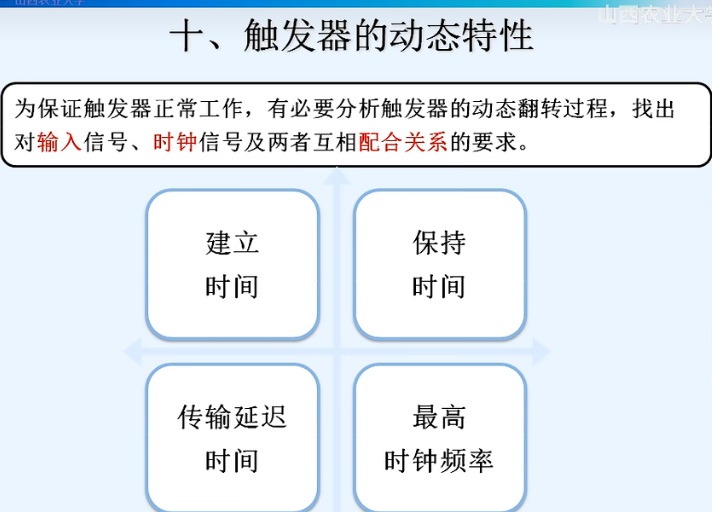 山西农业大学
山西农业大学
十、触发器的动态特性
为保证触发器正常工作，有必要分析触发器的动态翻转过程，找出
对输入信号、时钟信号及两者互相配合关系的要求。
建立
时间
保持
时间
传输延迟
时间
最高
时钟频率